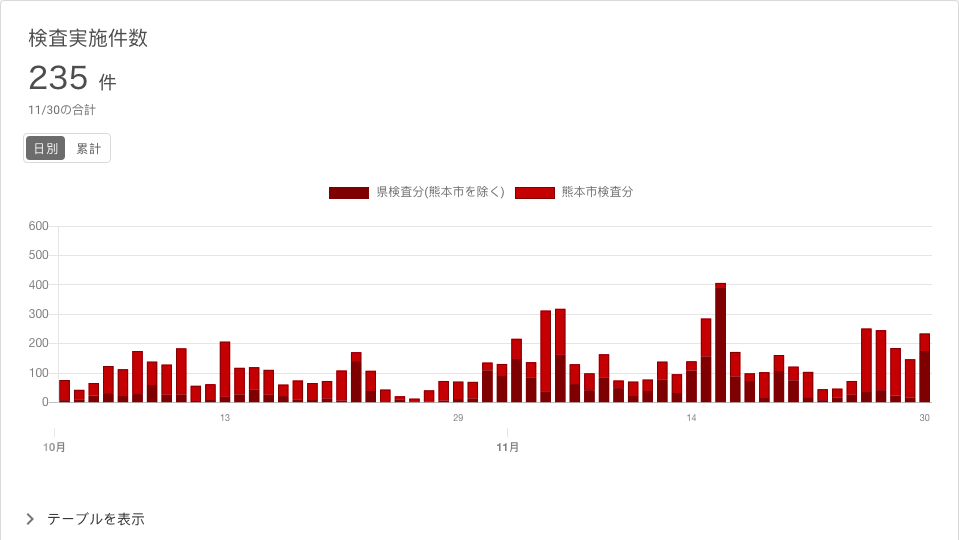 検査実施件数
235 件
11/30の合計
日別 累計
県検査分(熊本市を除く) 熊本市検査分
600
500
400
300
200
100
0
13 29 14 30
10月 11月
テーブルを表示